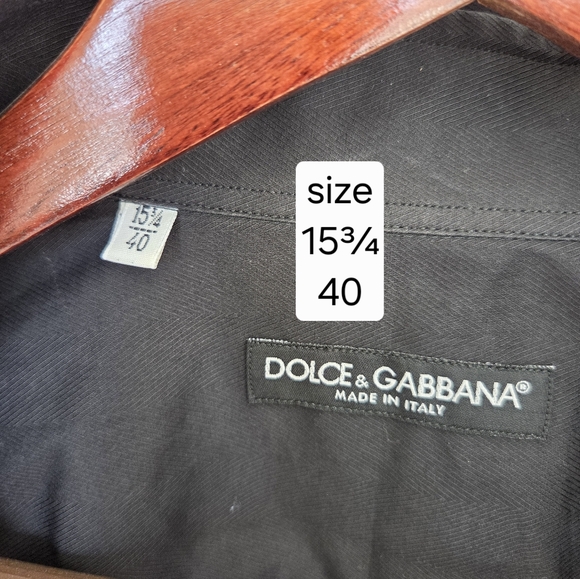 15¾
40
size
15¾
40
DOLCE & GABBANA®
MADE IN ITALY